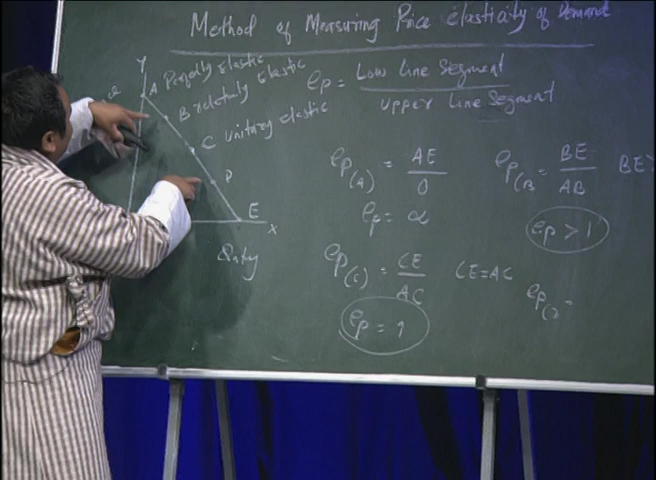 Method of Measuring Price Elasticity of Demand
Y
A Perfectly elastic
B relatively elastic
C Unitary elastic
D
E
X
Qnty
ep = Low line Segment / Upper line Segment
ep(A) = AE / 0
ep = α
ep(B = BE / AB BE>
ep > 1
ep(C) = CE / AC CE=AC
ep = 1
ep(D) =